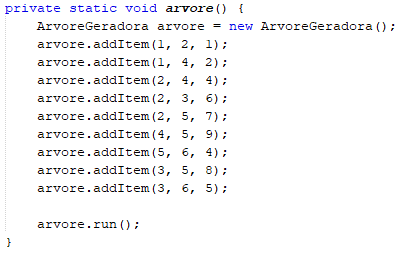 private static void arvore() {
ArvoreGeradora arvore = new ArvoreGeradora();
arvore.addItem(1, 2, 1);
arvore.addItem(1, 4, 2);
arvore.addItem(2, 4, 4);
arvore.addItem(2, 3, 6);
arvore.addItem(2, 5, 7);
arvore.addItem(4, 5, 9);
arvore.addItem(5, 6, 4);
arvore.addItem(3, 5, 8);
arvore.addItem(3, 6, 5);
arvore.run();
}